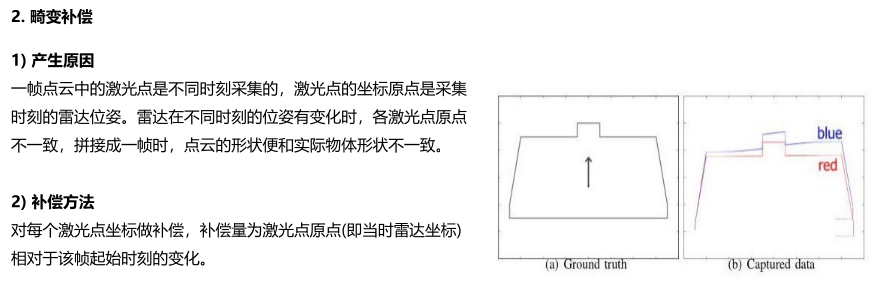 2. 畸变补偿
1) 产生原因
一帧点云中的激光点是不同时刻采集的，激光点的坐标原点是采集
时刻的雷达位姿。雷达在不同时刻的位姿有变化时，各激光点原点
不一致，拼接成一帧时，点云的形状便和实际物体形状不一致。
2) 补偿方法
对每个激光点坐标做补偿，补偿量为激光点原点(即当时雷达坐标)
相对于该帧起始时刻的变化。
blue
red
(a) Ground truth
(b) Captured data